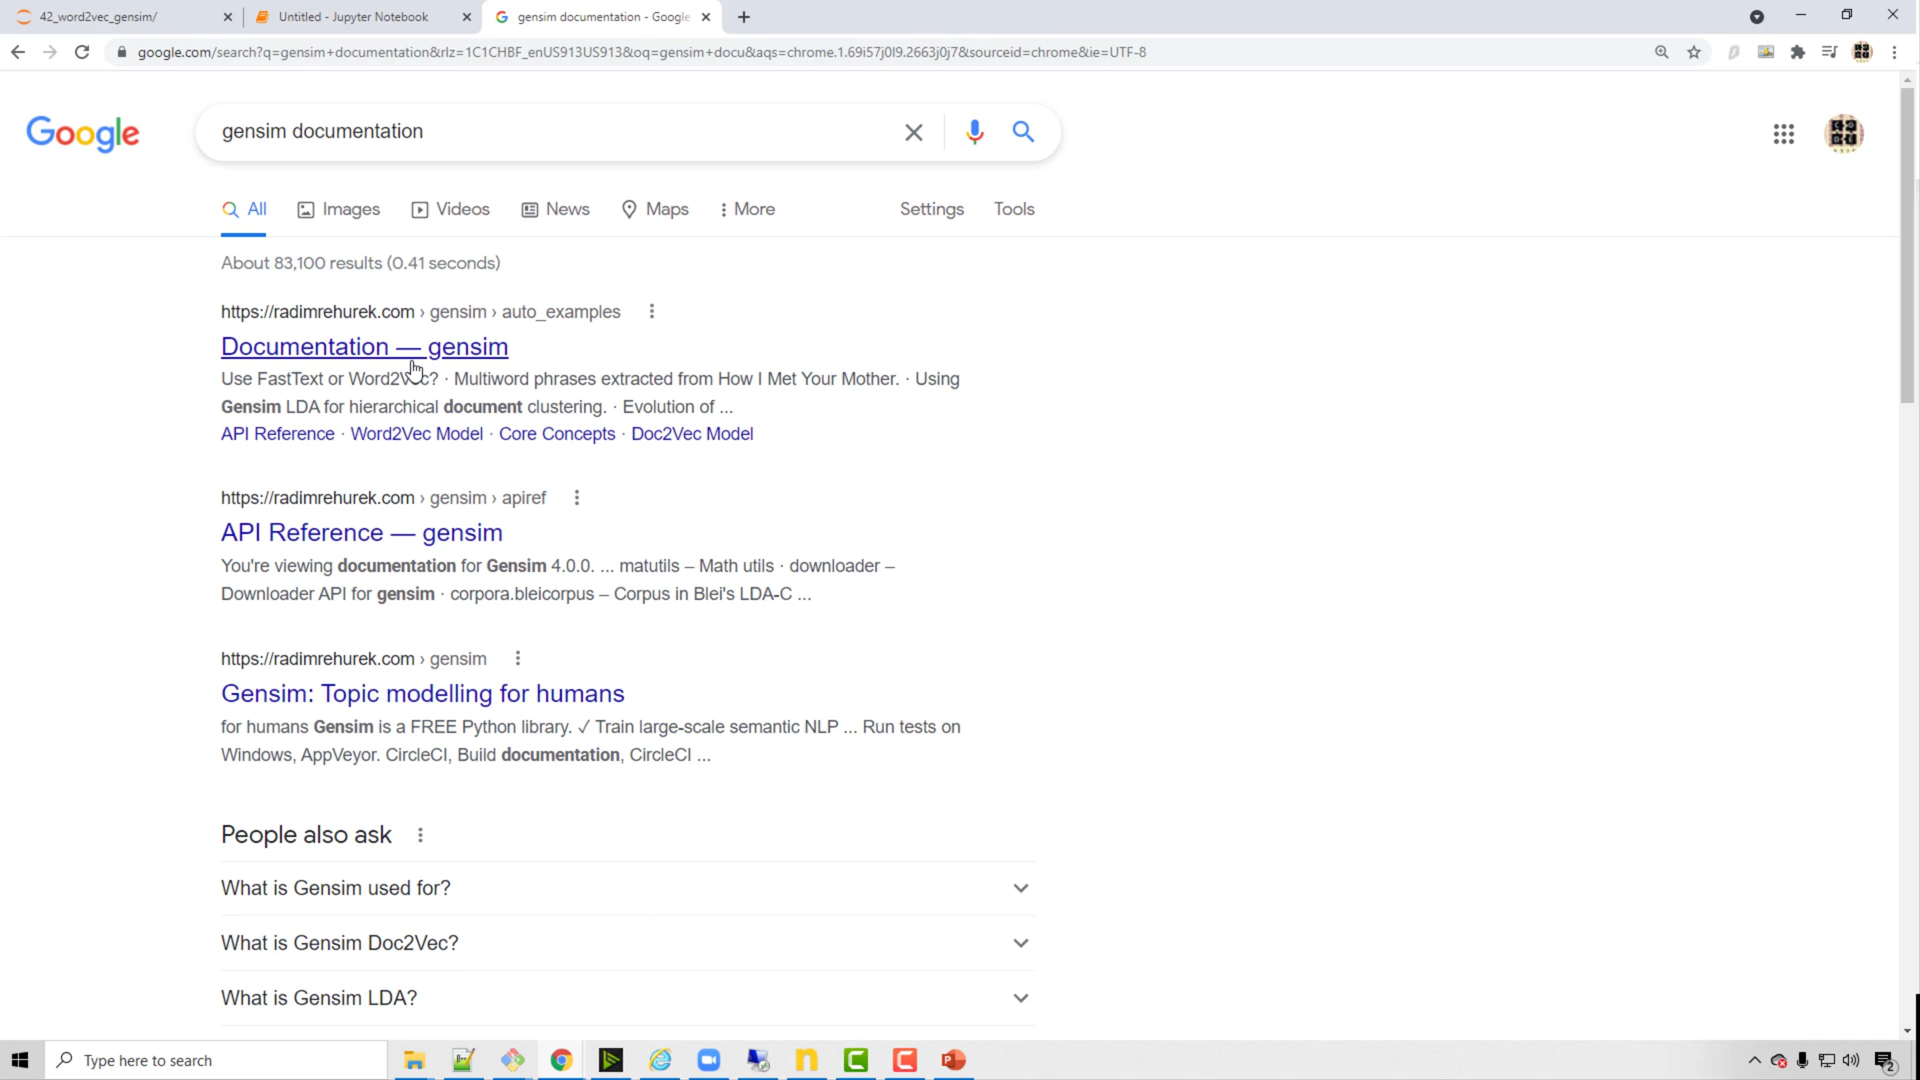 42_word2vec_gensim/
Untitled - Jupyter Notebook
gensim documentation - Google
google.com/search?q=gensim+documentation&rlz=1C1CHBF_enUS913US913&oq=gensim+docu&aqs=chrome.1.69i57j0l9.2663j0j7&sourceid=chrome&ie=UTF-8
Google
gensim documentation
All Images Videos News Maps More Settings Tools
About 83,100 results (0.41 seconds)
https://radimrehurek.com › gensim › auto_examples
Documentation — gensim
Use FastText or Word2Vec? · Multiword phrases extracted from How I Met Your Mother. · Using
Gensim LDA for hierarchical document clustering. · Evolution of ...
API Reference · Word2Vec Model · Core Concepts · Doc2Vec Model
https://radimrehurek.com › gensim › apiref
API Reference — gensim
You're viewing documentation for Gensim 4.0.0. ... matutils – Math utils · downloader –
Downloader API for gensim · corpora.bleicorpus – Corpus in Blei's LDA-C ...
https://radimrehurek.com › gensim
Gensim: Topic modelling for humans
for humans Gensim is a FREE Python library. ✓ Train large-scale semantic NLP ... Run tests on
Windows, AppVeyor. CircleCI, Build documentation, CircleCI ...
People also ask
What is Gensim used for?
What is Gensim Doc2Vec?
What is Gensim LDA?
Type here to search
2